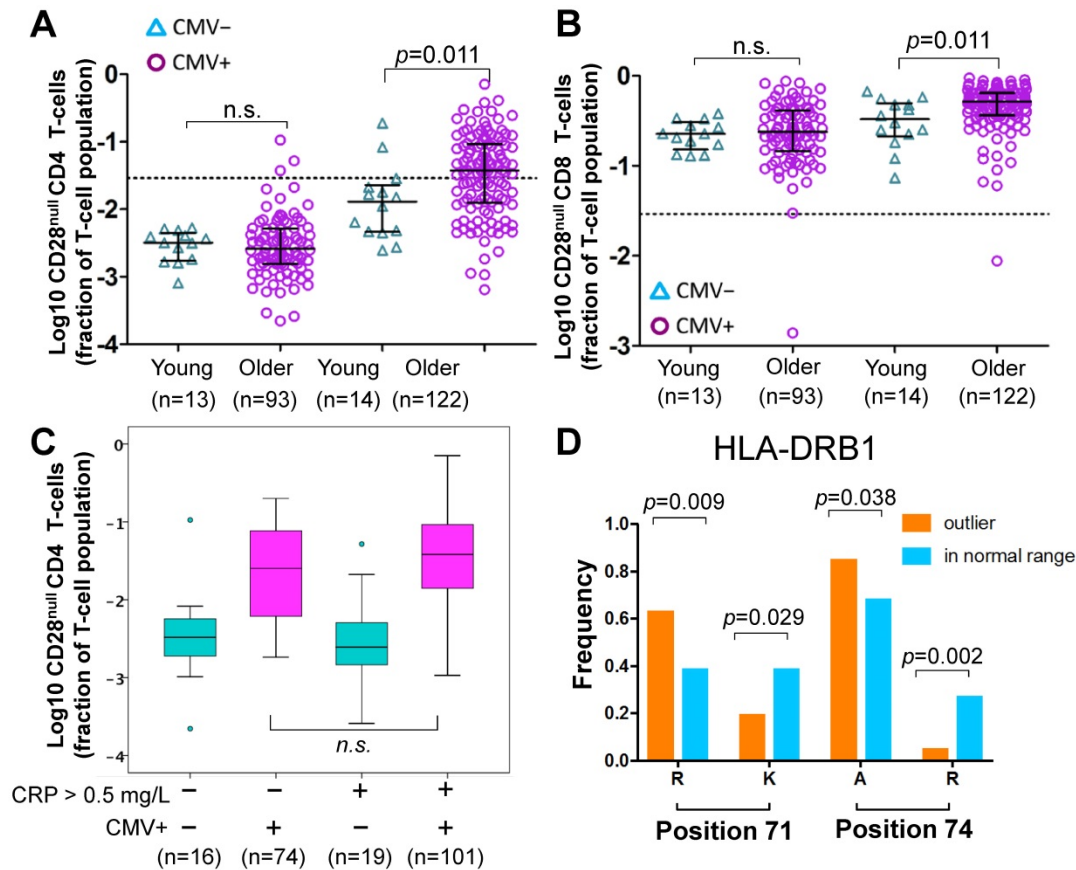 A
CMV−
CMV+
p=0.011
n.s.
Log10 CD28null CD4 T-cells
(fraction of T-cell population)
0
-1
-2
-3
-4
Young Older Young Older
(n=13) (n=93) (n=14) (n=122)
B
n.s.
p=0.011
Log10 CD28null CD8 T-cells
(fraction of T-cell population)
0
-1
-2
-3
CMV−
CMV+
Young Older Young Older
(n=13) (n=93) (n=14) (n=122)
C
Log10 CD28null CD4 T-cells
(fraction of T-cell population)
0
-1
-2
-3
-4
n.s.
CRP > 0.5 mg/L − − + +
CMV+ − + − +
(n=16) (n=74) (n=19) (n=101)
D
HLA-DRB1
p=0.009
p=0.038
outlier
in normal range
p=0.029
p=0.002
Frequency
1.0
0.8
0.6
0.4
0.2
0.0
R K A R
Position 71 Position 74